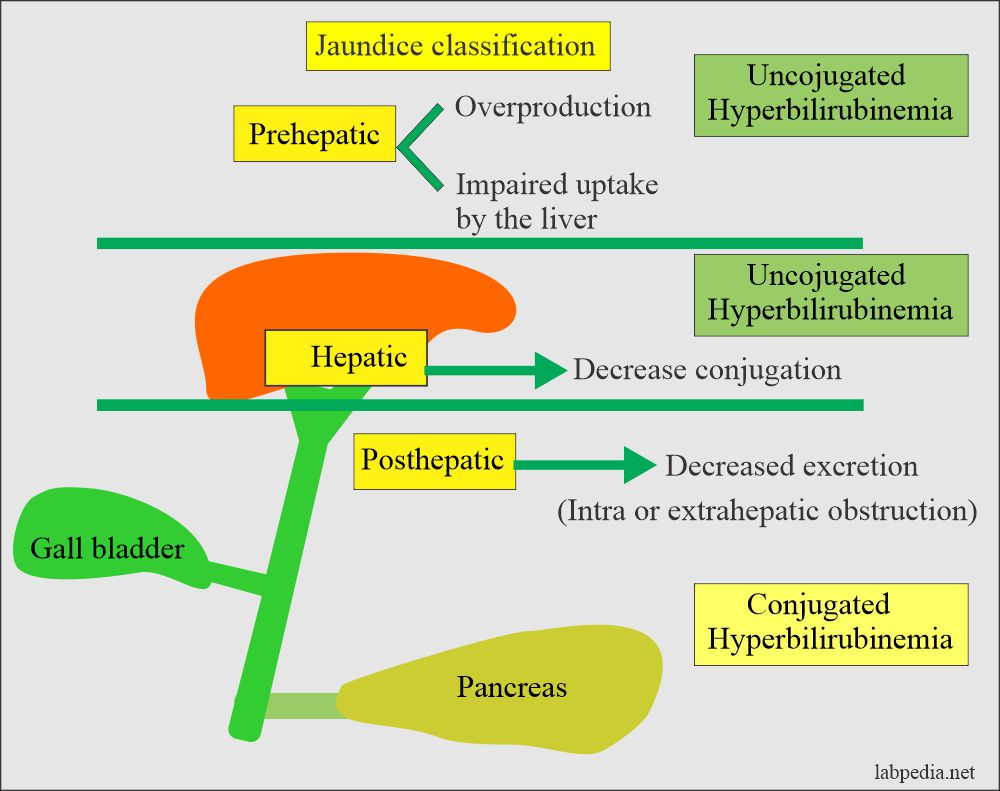 Jaundice classification
Uncojugated
Hyperbilirubinemia
Prehepatic
Overproduction
Impaired uptake
by the liver
Uncojugated
Hyperbilirubinemia
Hepatic
Decrease conjugation
Posthepatic
Decreased excretion
(Intra or extrahepatic obstruction)
Gall bladder
Conjugated
Hyperbilirubinemia
Pancreas
labpedia.net